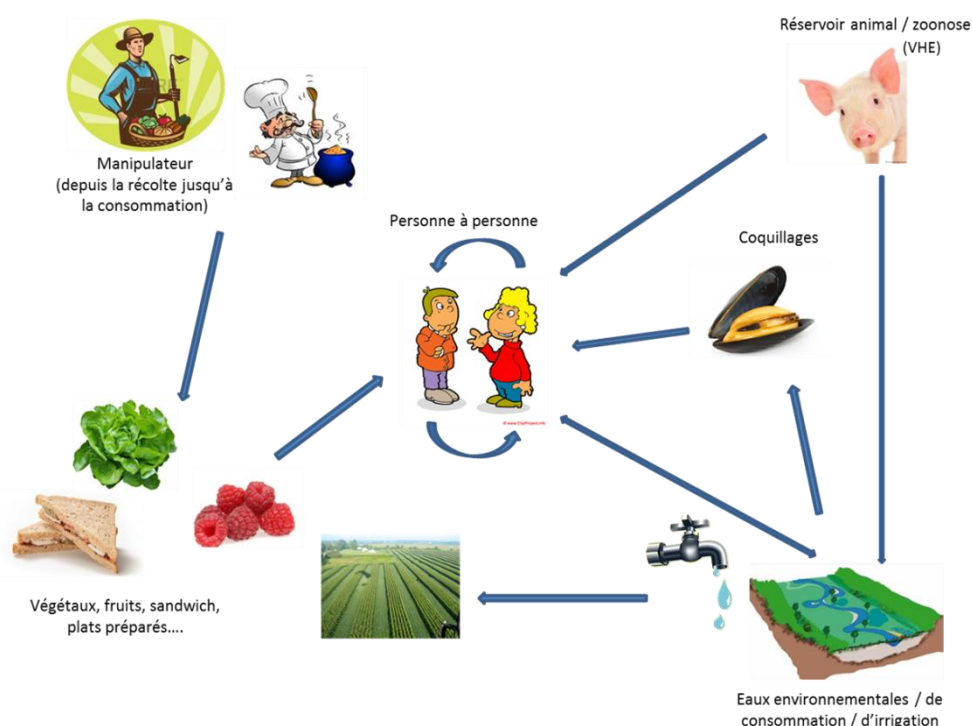 Réservoir animal / zoonose
(VHE)
Manipulateur
(depuis la récolte jusqu'à
la consommation)
Personne à personne
Coquillages
Végétaux, fruits, sandwich,
plats préparés....
Eaux environnementales / de
consommation / d'irrigation